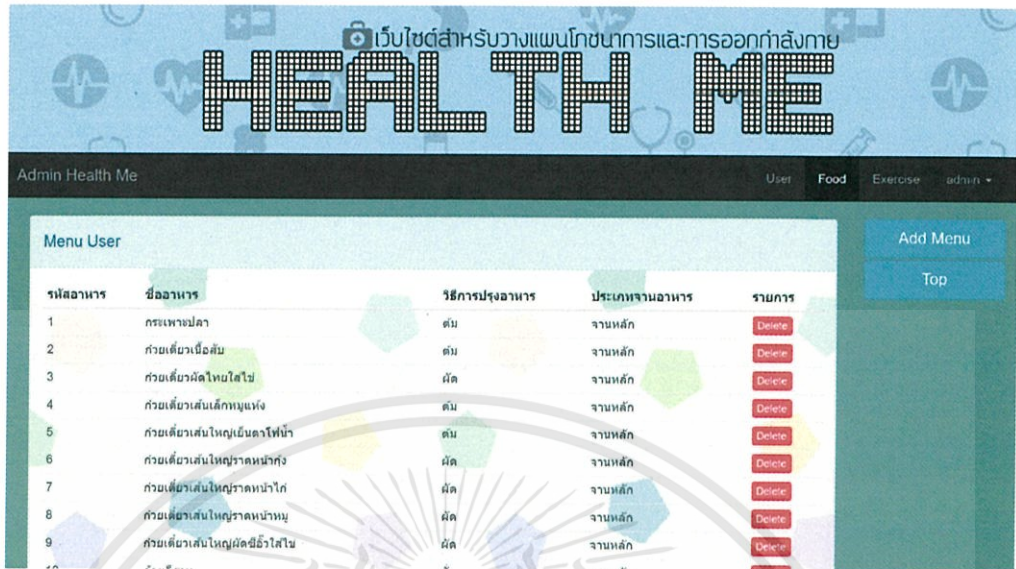 เว็บไซต์สำหรับวางแผนโภชนาการและการออกกำลังกาย
HEALTH ME
Admin Health Me User Food Exercise admin
Menu User
Add Menu
Top
รหัสอาหาร ชื่ออาหาร วิธีการปรุงอาหาร ประเภทจานอาหาร รายการ
1 กระเพาะปลา ต้ม จานหลัก Delete
2 ก๋วยเตี๋ยวเนื้อสับ ต้ม จานหลัก Delete
3 ก๋วยเตี๋ยวผัดไทยใส่ไข่ ผัด จานหลัก Delete
4 ก๋วยเตี๋ยวเส้นเล็กหมูแห้ง ต้ม จานหลัก Delete
5 ก๋วยเตี๋ยวเส้นใหญ่เย็นตาโฟน้ำ ต้ม จานหลัก Delete
6 ก๋วยเตี๋ยวเส้นใหญ่ราดหน้ากุ้ง ผัด จานหลัก Delete
7 ก๋วยเตี๋ยวเส้นใหญ่ราดหน้าไก่ ผัด จานหลัก Delete
8 ก๋วยเตี๋ยวเส้นใหญ่ราดหน้าหมู ผัด จานหลัก Delete
9 ก๋วยเตี๋ยวเส้นใหญ่ผัดซีอิ๊วใส่ไข่ ผัด จานหลัก Delete